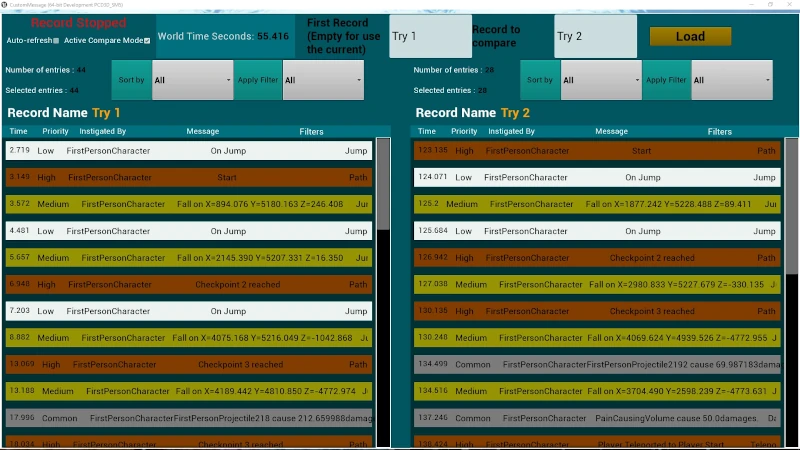 CustomMessage (64-bit Development PCD3D_SM5)
Record Stopped
Auto-refresh Active Compare Mode
World Time Seconds: 55.416
First Record
(Empty for use
the current)
Try 1
Record to
compare
Try 2
Load
Number of entries : 44
Selected entries : 44
Sort by All Apply Filter All
Number of entries : 28
Selected entries : 28
Sort by All Apply Filter All
Record Name Try 1
Time Priority Instigated By Message Filters
2.719 Low FirstPersonCharacter On Jump Jump
3.149 High FirstPersonCharacter Start Path
3.572 Medium FirstPersonCharacter Fall on X=894.076 Y=5180.163 Z=246.408 Jur
4.481 Low FirstPersonCharacter On Jump Jump
5.657 Medium FirstPersonCharacter Fall on X=2145.390 Y=5207.331 Z=16.350 Jur
6.948 High FirstPersonCharacter Checkpoint 2 reached Path
7.203 Low FirstPersonCharacter On Jump Jump
8.882 Medium FirstPersonCharacter Fall on X=4075.168 Y=5216.049 Z=-1042.868 Ju
13.069 High FirstPersonCharacter Checkpoint 3 reached Path
13.188 Medium FirstPersonCharacter Fall on X=4189.442 Y=4810.850 Z=-4772.974 Ju
17.996 Common FirstPersonCharacterFirstPersonProjectile218 cause 212.659988damag
18.034 High FirstPersonCharacter Checkpoint 3 reached Path
Record Name Try 2
Time Priority Instigated By Message Filters
123.135 High FirstPersonCharacter Start Path
124.071 Low FirstPersonCharacter On Jump Jump
125.2 Medium FirstPersonCharacter Fall on X=1877.242 Y=5228.488 Z=89.411 Jur
125.684 Low FirstPersonCharacter On Jump Jump
126.942 High FirstPersonCharacter Checkpoint 2 reached Path
127.038 Medium FirstPersonCharacter Fall on X=2980.833 Y=5227.679 Z=-330.135 J
130.135 High FirstPersonCharacter Checkpoint 3 reached Path
130.248 Medium FirstPersonCharacter Fall on X=4069.624 Y=4939.526 Z=-4772.955 Ju
134.499 Common FirstPersonCharacterFirstPersonProjectile2192 cause 69.987183dama
134.516 Medium FirstPersonCharacter Fall on X=3704.490 Y=2598.239 Z=-4773.631 J
137.246 Common FirstPersonCharacter PainCausingVolume cause 50.0damages. Da
138.424 High FirstPersonCharacter Player Teleported to Player Start Telepo